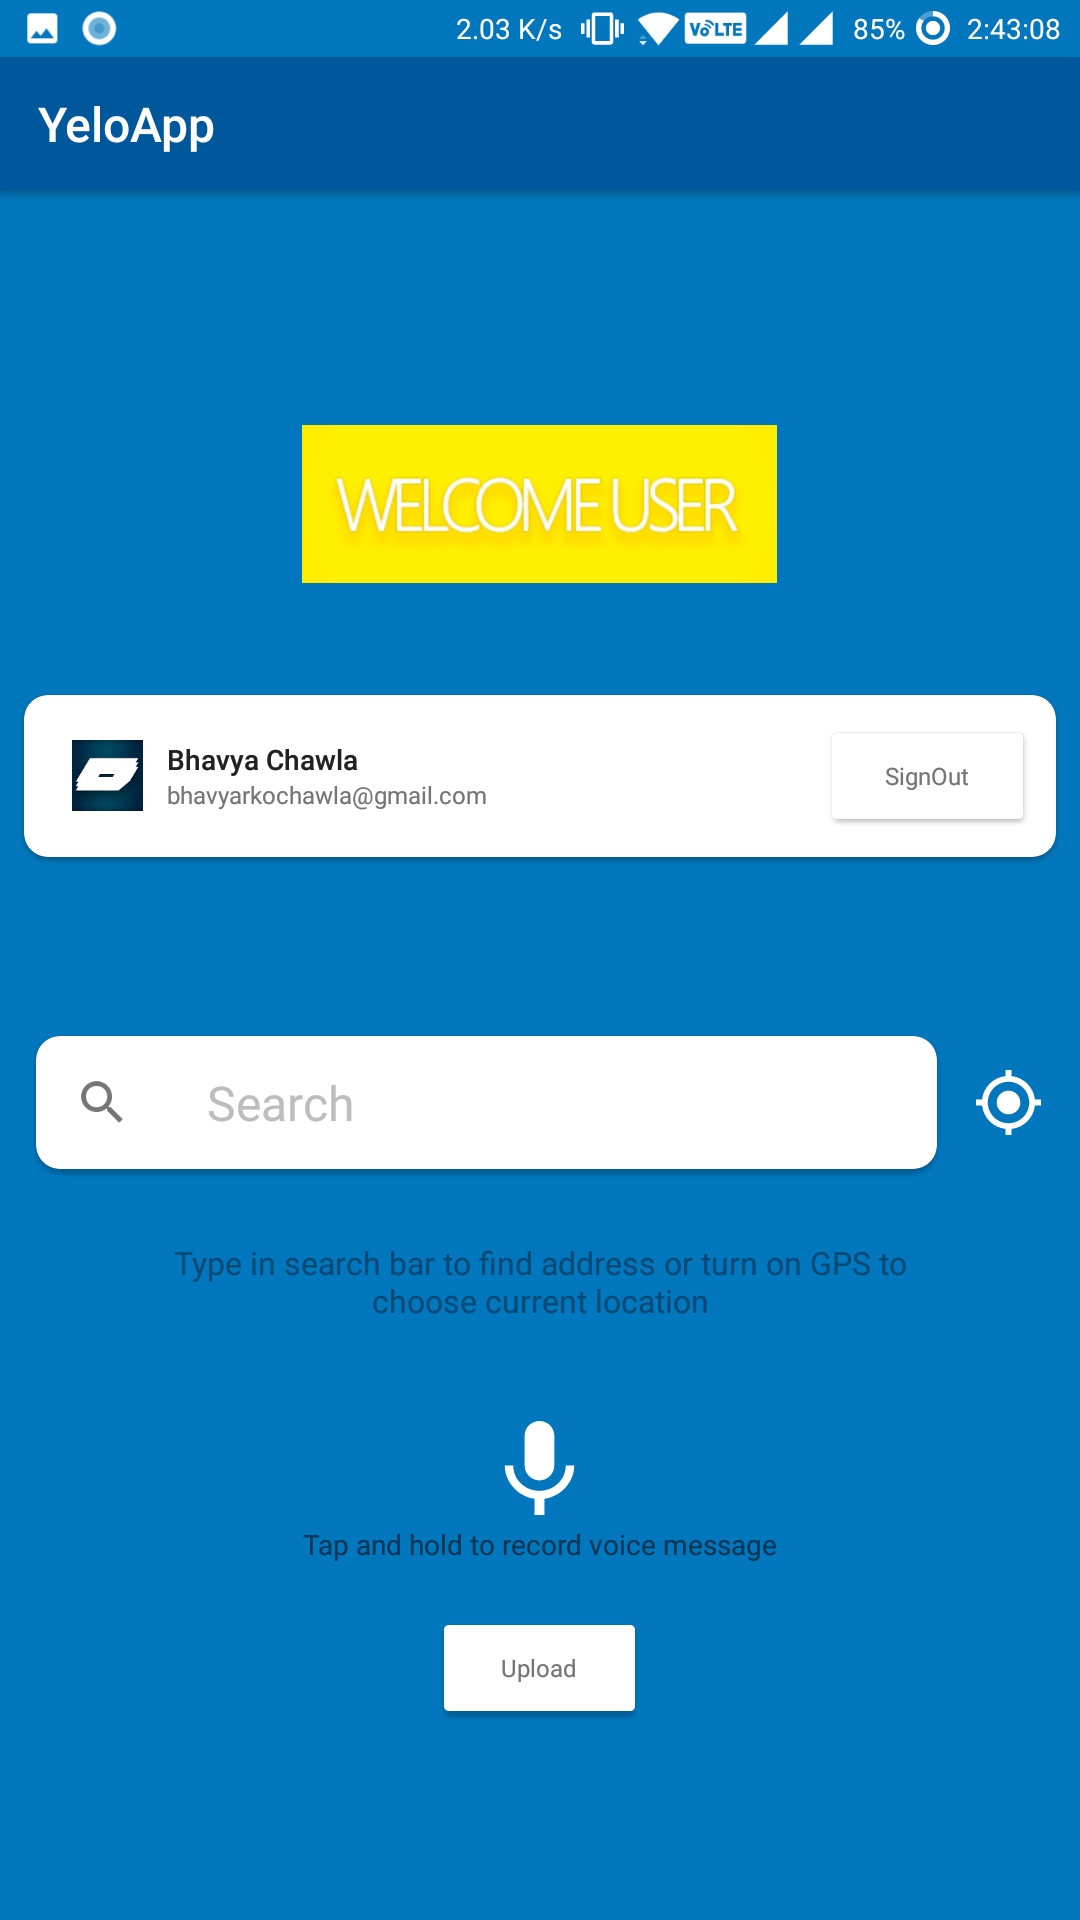 2.03 K/s VoLTE 85% 2:43:08
YeloApp
WELCOME USER
Bhavya Chawla
bhavyarkochawla@gmail.com
SignOut
Search
Type in search bar to find address or turn on GPS to
choose current location
Tap and hold to record voice message
Upload